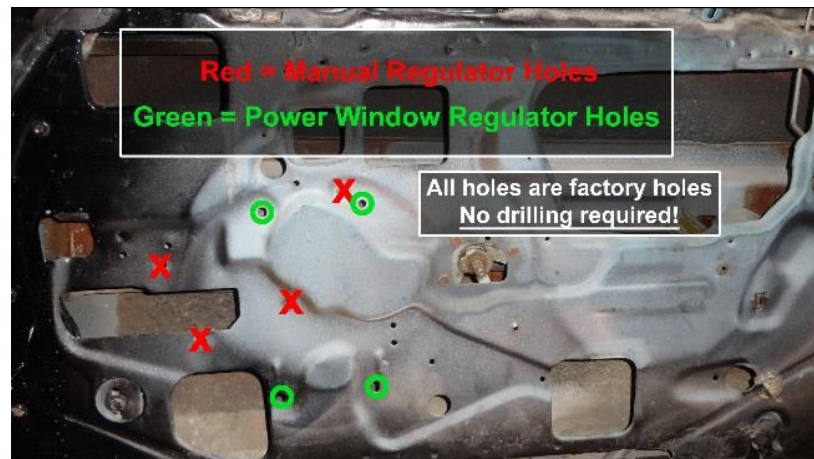 Red = Manual Regulator Holes
Green = Power Window Regulator Holes
X
All holes are factory holes
No drilling required!
X
X
X